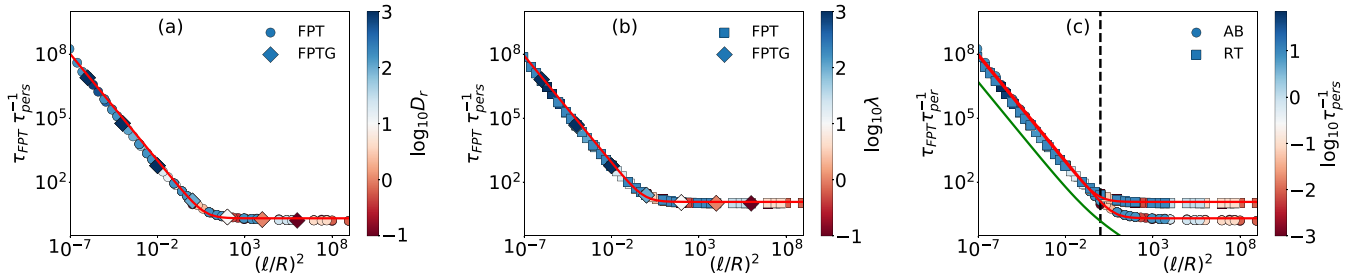 (a)
FPT
FPTG
10^8
10^5
10^2
τ_FPT τ_pers^-1
10^-7 10^-2 10^3 10^8
(ℓ/R)^2
3
2
1
0
−1
log10 D_r
(b)
FPT
FPTG
10^8
10^5
10^2
τ_FPT τ_pers^-1
10^-7 10^-2 10^3 10^8
(ℓ/R)^2
3
2
1
0
−1
log10 λ
(c)
AB
RT
10^8
10^5
10^2
τ_FPT τ_per^-1
10^-7 10^-2 10^3 10^8
(ℓ/R)^2
1
0
−1
−2
−3
log10 τ_pers^-1